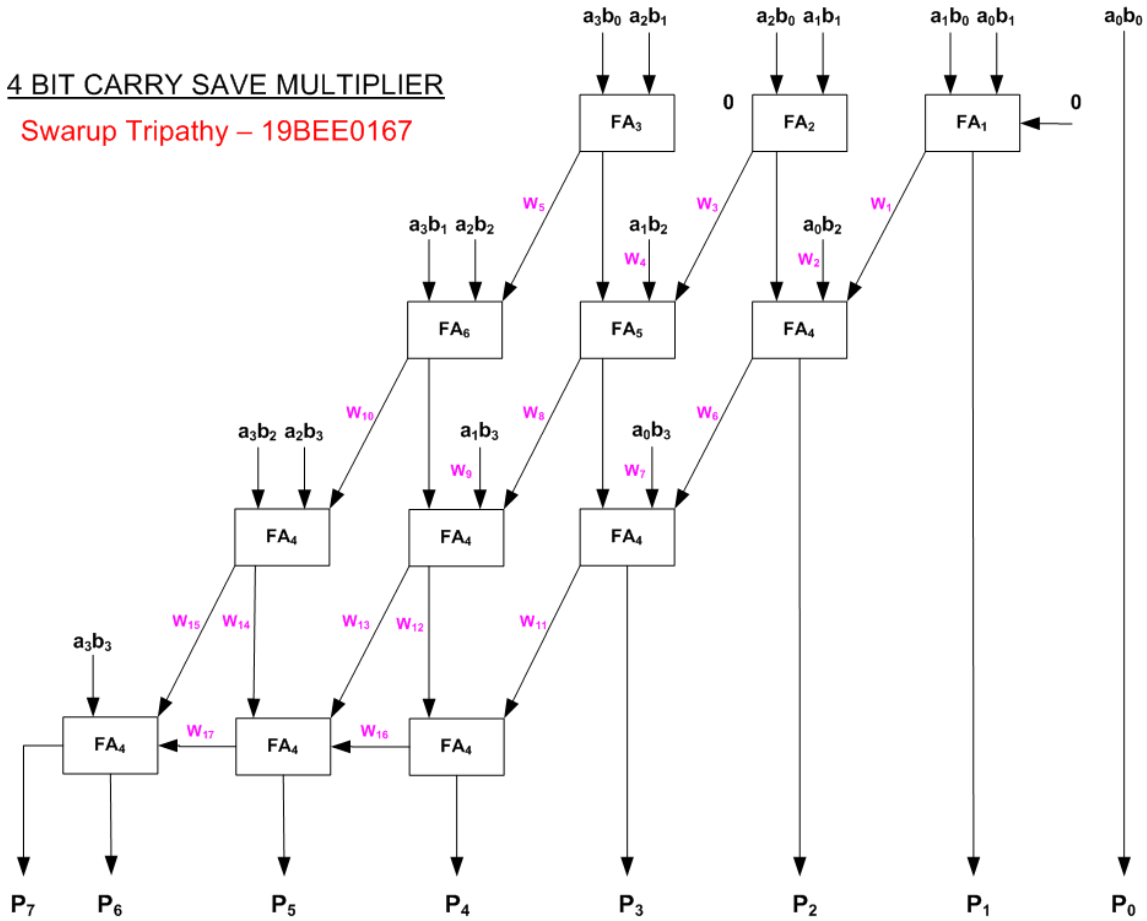 a₃b₀ a₂b₁ a₂b₀ a₁b₁ a₁b₀ a₀b₁ a₀b₀
4 BIT CARRY SAVE MULTIPLIER
Swarup Tripathy – 19BEE0167
0 0
FA₃ FA₂ FA₁
W₅ W₃ W₁
a₃b₁ a₂b₂ a₁b₂ a₀b₂
W₄ W₂
FA₆ FA₅ FA₄
W₁₀ W₈ W₆
a₃b₂ a₂b₃ a₁b₃ a₀b₃
W₉ W₇
FA₄ FA₄ FA₄
W₁₅ W₁₄ W₁₃ W₁₂ W₁₁
a₃b₃
W₁₇ W₁₆
FA₄ FA₄ FA₄
P₇ P₆ P₅ P₄ P₃ P₂ P₁ P₀